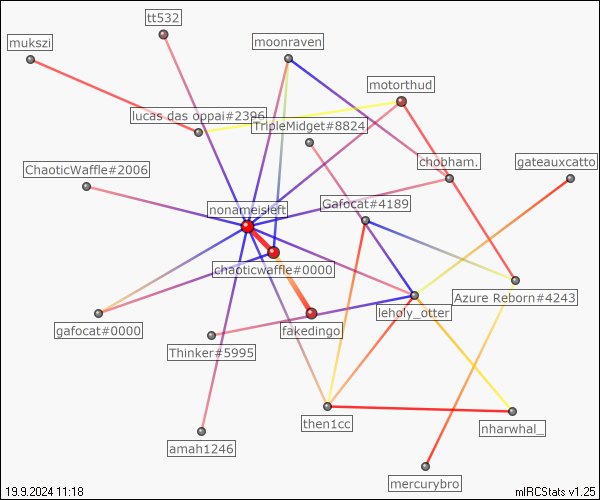 tt532
mukszi
moonraven
motorthud
lucas das oppai#2396
TripleMidget#8824
chopham.
gateauxcatto
ChaoticWaffle#2006
Gafocat#4189
nonameisleft
chaoticwaffle#0000
Azure Reborn#4243
leholy_otter
gafocat#0000
fakedingo
Thinker#5995
then1cc
nharwhal_
amah1246
mercurybro
19.9.2024 11:18
mIRCStats v1.25